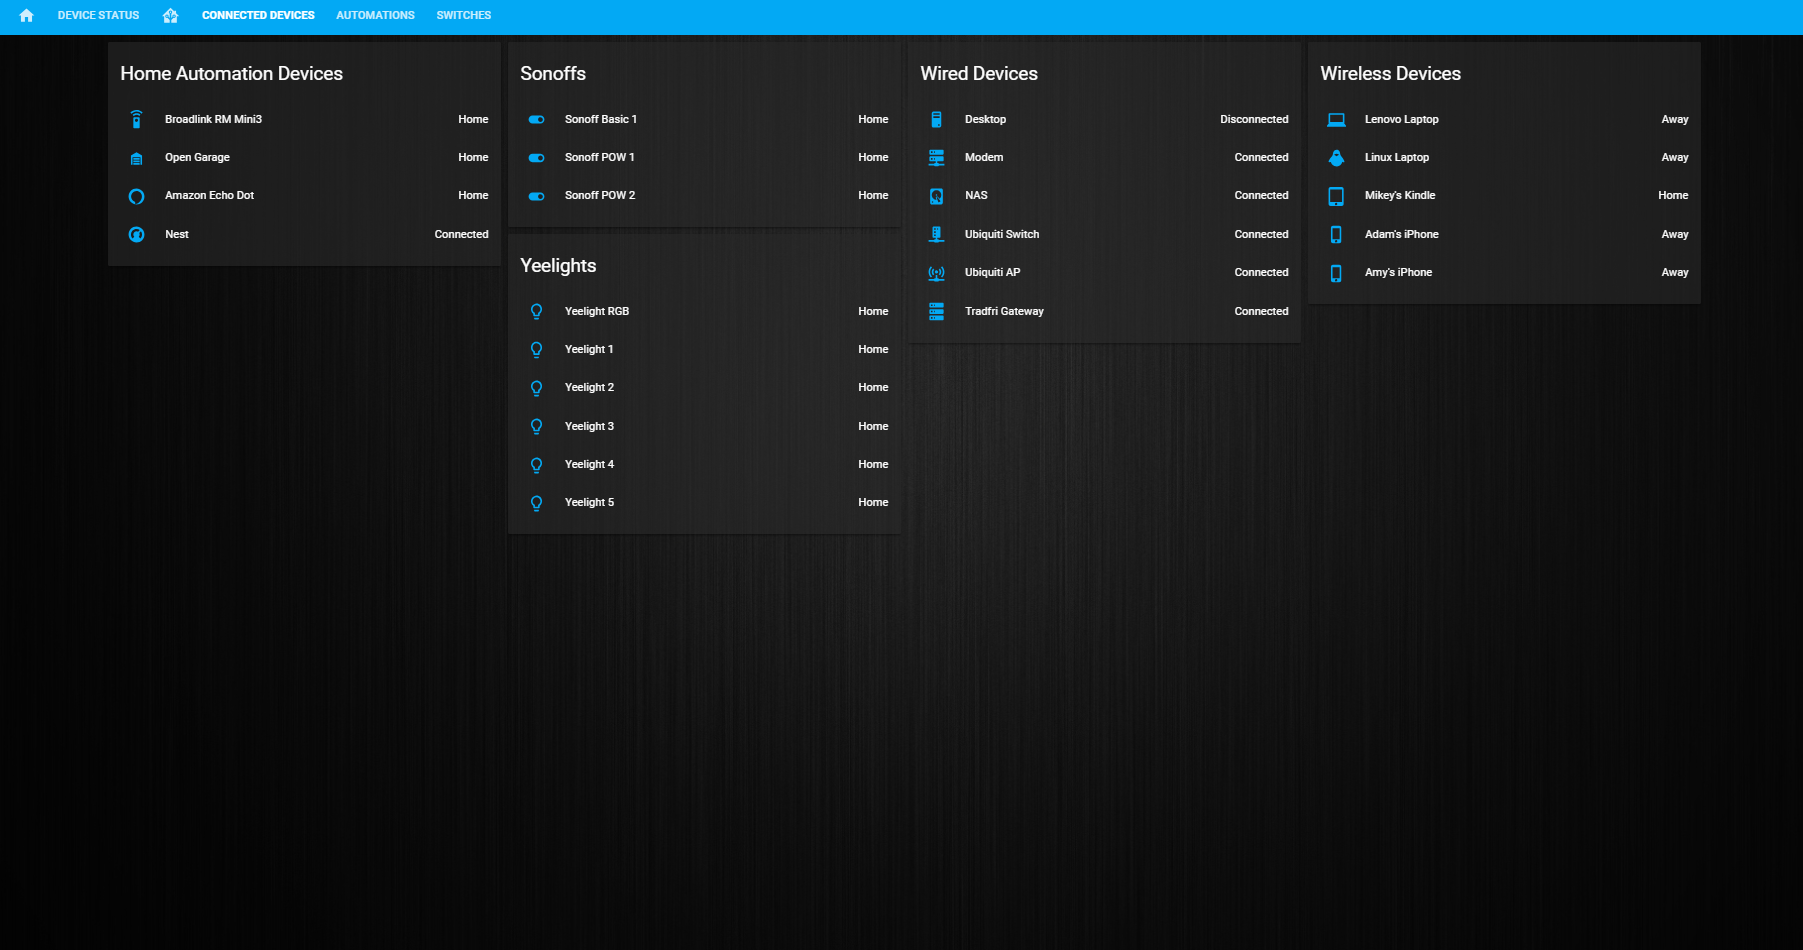 DEVICE STATUS CONNECTED DEVICES AUTOMATIONS SWITCHES
Home Automation Devices
Broadlink RM Mini3 Home
Open Garage Home
Amazon Echo Dot Home
Nest Connected
Sonoffs
Sonoff Basic 1 Home
Sonoff POW 1 Home
Sonoff POW 2 Home
Yeelights
Yeelight RGB Home
Yeelight 1 Home
Yeelight 2 Home
Yeelight 3 Home
Yeelight 4 Home
Yeelight 5 Home
Wired Devices
Desktop Disconnected
Modem Connected
NAS Connected
Ubiquiti Switch Connected
Ubiquiti AP Connected
Tradfri Gateway Connected
Wireless Devices
Lenovo Laptop Away
Linux Laptop Away
Mikey's Kindle Home
Adam's iPhone Away
Amy's iPhone Away